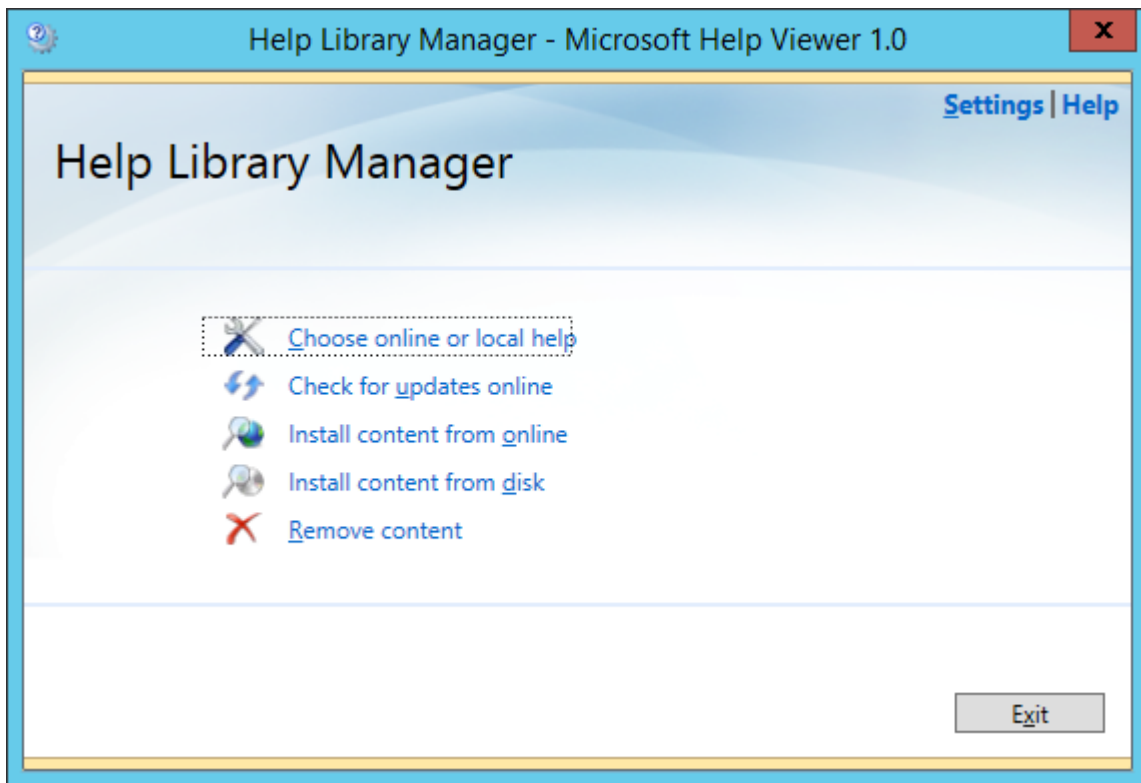 Help Library Manager - Microsoft Help Viewer 1.0
x
Settings | Help
Help Library Manager
Choose online or local help
Check for updates online
Install content from online
Install content from disk
Remove content
Exit